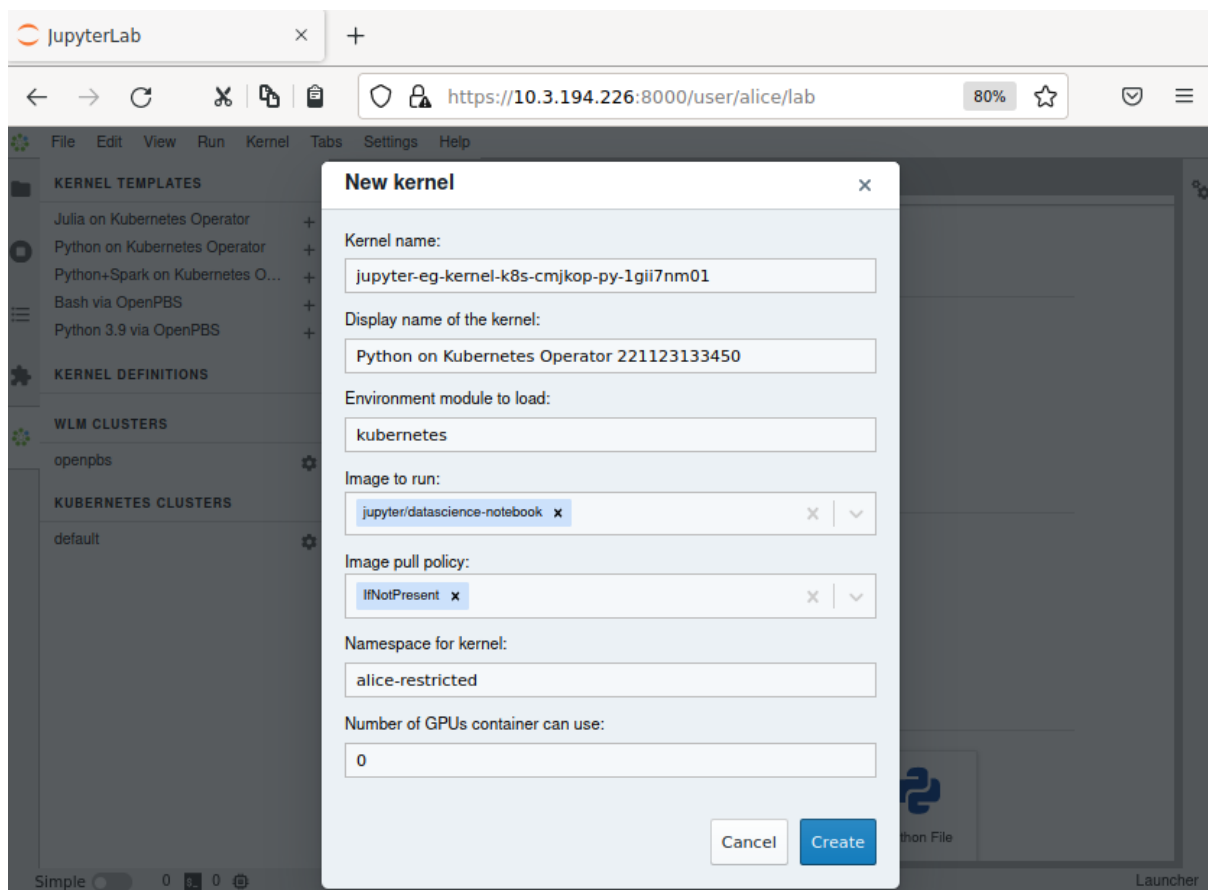 JupyterLab
https://10.3.194.226:8000/user/alice/lab
80%
File Edit View Run Kernel Tabs Settings Help
KERNEL TEMPLATES
Julia on Kubernetes Operator
Python on Kubernetes Operator
Python+Spark on Kubernetes O...
Bash via OpenPBS
Python 3.9 via OpenPBS
KERNEL DEFINITIONS
WLM CLUSTERS
openpbs
KUBERNETES CLUSTERS
default
New kernel
Kernel name:
jupyter-eg-kernel-k8s-cmjkop-py-1gii7nm01
Display name of the kernel:
Python on Kubernetes Operator 221123133450
Environment module to load:
kubernetes
Image to run:
jupyter/datascience-notebook
Image pull policy:
IfNotPresent
Namespace for kernel:
alice-restricted
Number of GPUs container can use:
0
Cancel Create
thon File
Simple 0 0 Launcher